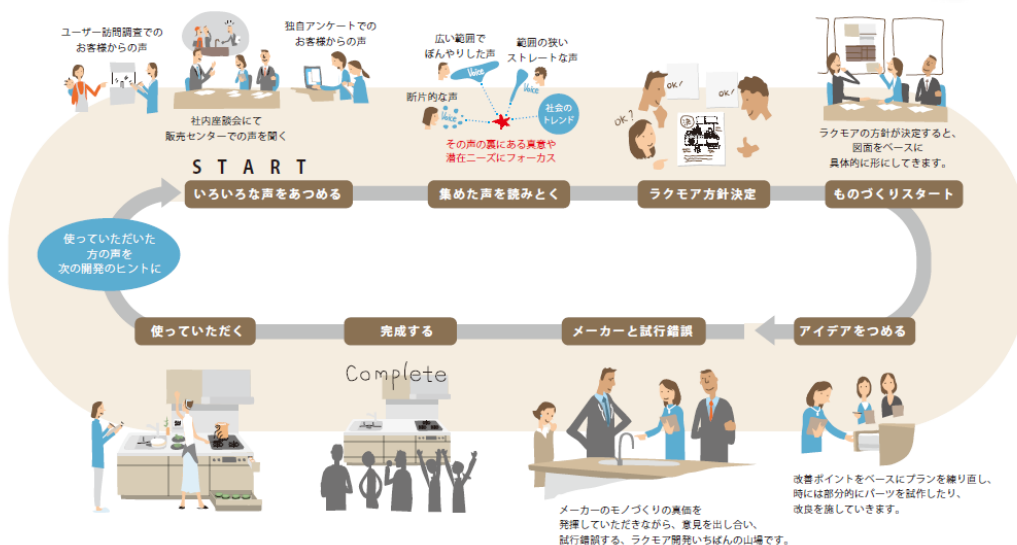 ユーザー訪問調査での
お客様からの声
独自アンケートでの
お客様からの声
社内座談会にて
販売センターでの声を聞く
広い範囲で
ぼんやりした声
Voice
範囲の狭い
ストレートな声
Voice
断片的な声
Voice
社会の
トレンド
その声の裏にある真意や
潜在ニーズにフォーカス
OK!
OK!
OK?
ラクモアの方針が決定すると、
図面をベースに
具体的に形にしてきます。
START
いろいろな声をあつめる
集めた声を読みとく
ラクモア方針決定
ものづくりスタート
使っていただいた
方の声を
次の開発のヒントに
使っていただく
完成する
メーカーと試行錯誤
アイデアをつめる
Complete
改善ポイントをベースにプランを練り直し、
時には部分的にパーツを試作したり、
改良を施していきます。
メーカーのモノづくりの真価を
発揮していただきながら、意見を出し合い、
試行錯誤する、ラクモア開発いちばんの山場です。